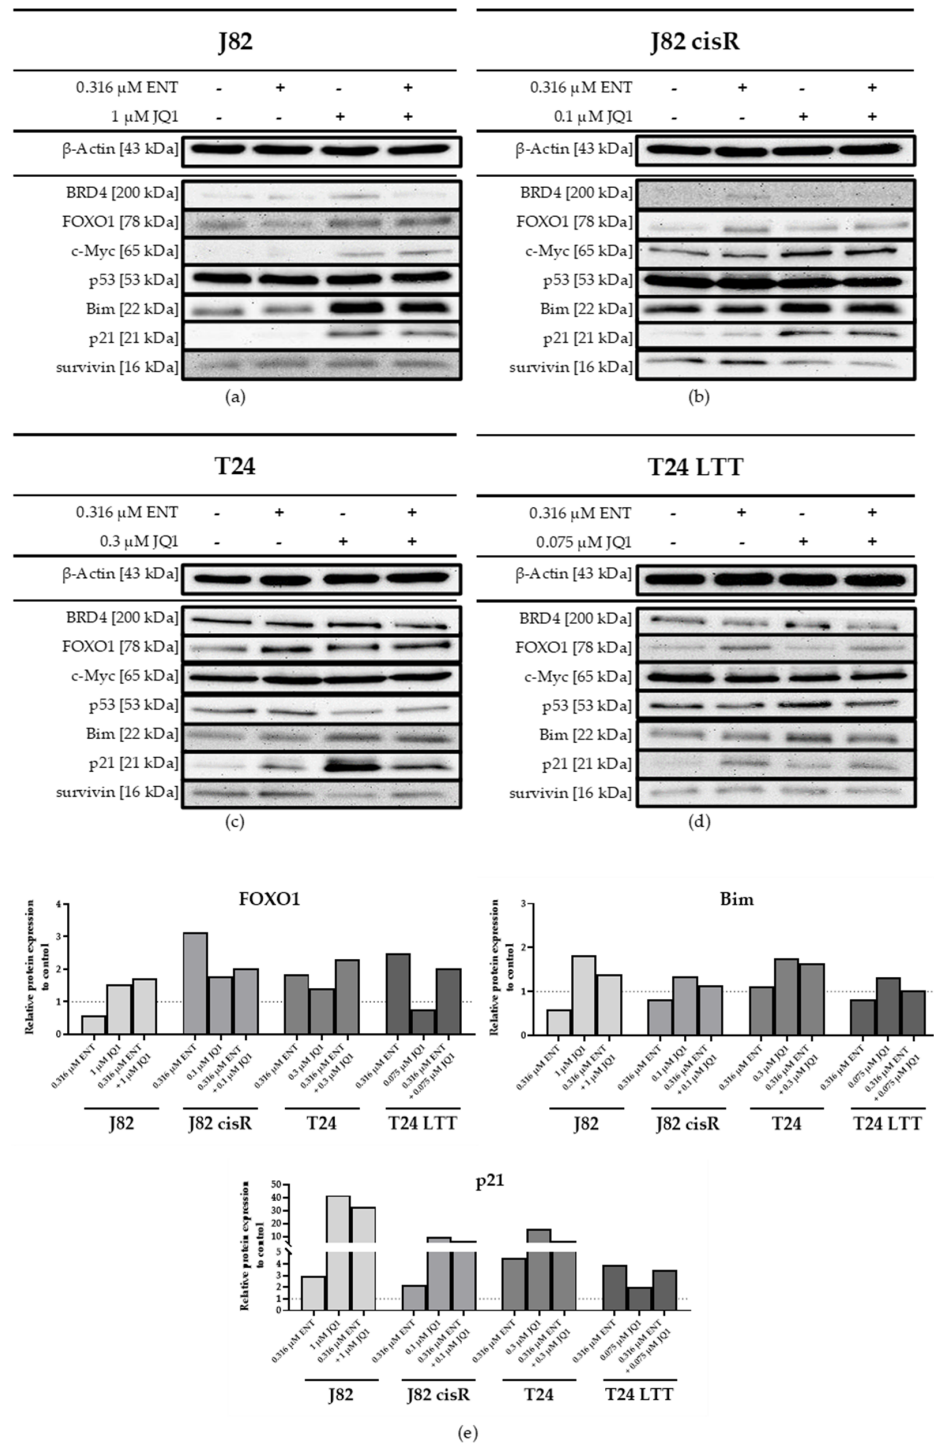 J82
0.316 µM ENT - + - +
1 µM JQ1 - - + +
β-Actin [43 kDa]
BRD4 [200 kDa]
FOXO1 [78 kDa]
c-Myc [65 kDa]
p53 [53 kDa]
Bim [22 kDa]
p21 [21 kDa]
survivin [16 kDa]
(a)
J82 cisR
0.316 µM ENT - + - +
0.1 µM JQ1 - - + +
β-Actin [43 kDa]
BRD4 [200 kDa]
FOXO1 [78 kDa]
c-Myc [65 kDa]
p53 [53 kDa]
Bim [22 kDa]
p21 [21 kDa]
survivin [16 kDa]
(b)
T24
0.316 µM ENT - + - +
0.3 µM JQ1 - - + +
β-Actin [43 kDa]
BRD4 [200 kDa]
FOXO1 [78 kDa]
c-Myc [65 kDa]
p53 [53 kDa]
Bim [22 kDa]
p21 [21 kDa]
survivin [16 kDa]
(c)
T24 LTT
0.316 µM ENT - + - +
0.075 µM JQ1 - - + +
β-Actin [43 kDa]
BRD4 [200 kDa]
FOXO1 [78 kDa]
c-Myc [65 kDa]
p53 [53 kDa]
Bim [22 kDa]
p21 [21 kDa]
survivin [16 kDa]
(d)
FOXO1
Relative protein expression
to control
4
3
2
1
0
0.316 µM ENT
1 µM JQ1
0.316 µM ENT
+ 1 µM JQ1
0.316 µM ENT
0.1 µM JQ1
0.316 µM ENT
+ 0.1 µM JQ1
0.316 µM ENT
0.3 µM JQ1
0.316 µM ENT
+ 0.3 µM JQ1
0.316 µM ENT
0.075 µM JQ1
0.316 µM ENT
+ 0.075 µM JQ1
J82 J82 cisR T24 T24 LTT
Bim
Relative protein expression
to control
3
2
1
0
0.316 µM ENT
1 µM JQ1
0.316 µM ENT
+ 1 µM JQ1
0.316 µM ENT
0.1 µM JQ1
0.316 µM ENT
+ 0.1 µM JQ1
0.316 µM ENT
0.3 µM JQ1
0.316 µM ENT
+ 0.3 µM JQ1
0.316 µM ENT
0.075 µM JQ1
0.316 µM ENT
+ 0.075 µM JQ1
J82 J82 cisR T24 T24 LTT
p21
Relative protein expression
to control
50
40
30
20
10
5
4
3
2
1
0
0.316 µM ENT
1 µM JQ1
0.316 µM ENT
+ 1 µM JQ1
0.316 µM ENT
0.1 µM JQ1
0.316 µM ENT
+ 0.1 µM JQ1
0.316 µM ENT
0.3 µM JQ1
0.316 µM ENT
+ 0.3 µM JQ1
0.316 µM ENT
0.075 µM JQ1
0.316 µM ENT
+ 0.075 µM JQ1
J82 J82 cisR T24 T24 LTT
(e)